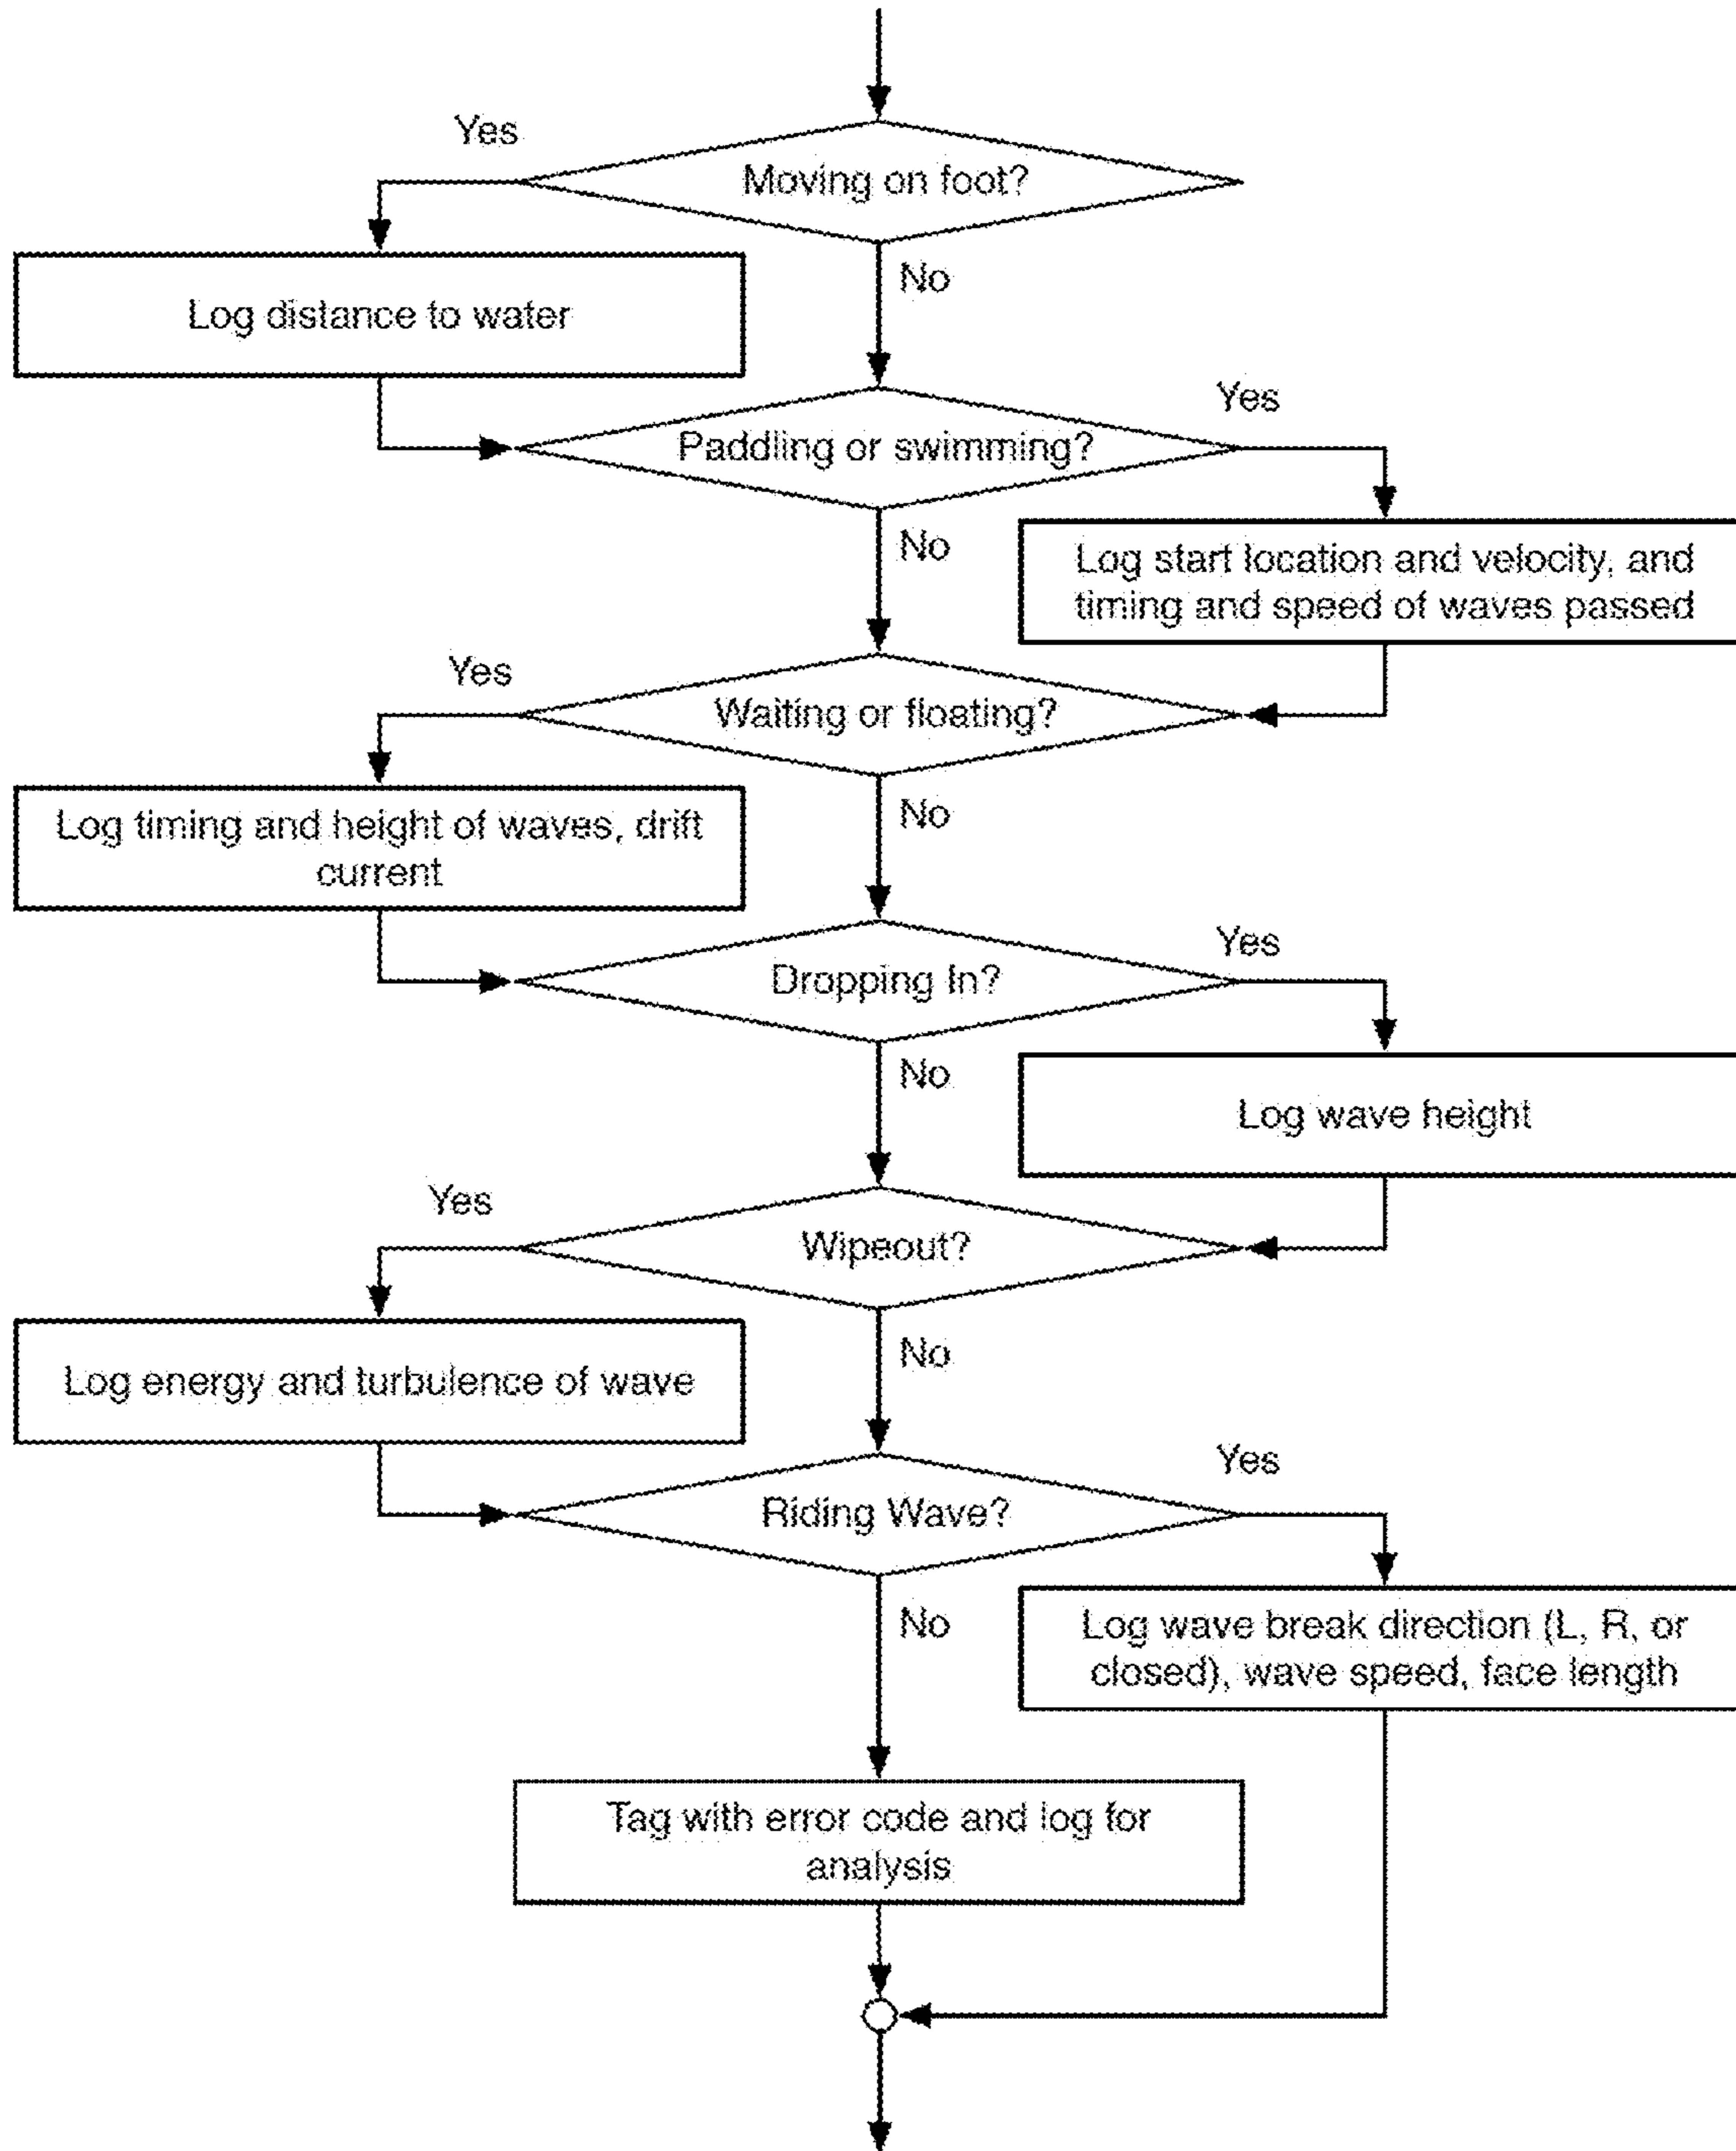 Yes
Moving on foot?
No
Log distance to water
Yes
Paddling or swimming?
No
Log start location and velocity, and
timing and speed of waves passed
Yes
Waiting or floating?
No
Log timing and height of waves, drift
current
Yes
Dropping In?
No
Log wave height
Yes
Wipeout?
No
Log energy and turbulence of wave
Yes
Riding Wave?
No
Log wave break direction (L, R, or
closed), wave speed, face length
Tag with error code and log for
analysis